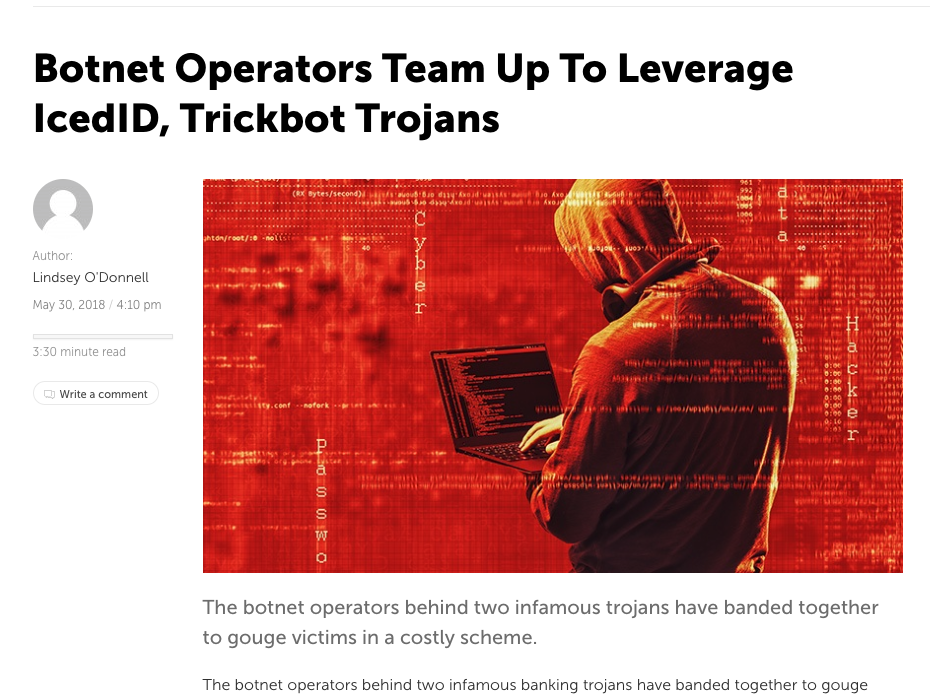 Botnet Operators Team Up To Leverage
IcedID, Trickbot Trojans
Author:
Lindsey O'Donnell
May 30, 2018 / 4:10 pm
3:30 minute read
Write a comment
(RX Bytes/second)
Cyber
ata
Hacker
Passwo
The botnet operators behind two infamous trojans have banded together
to gouge victims in a costly scheme.
The botnet operators behind two infamous banking trojans have banded together to gouge